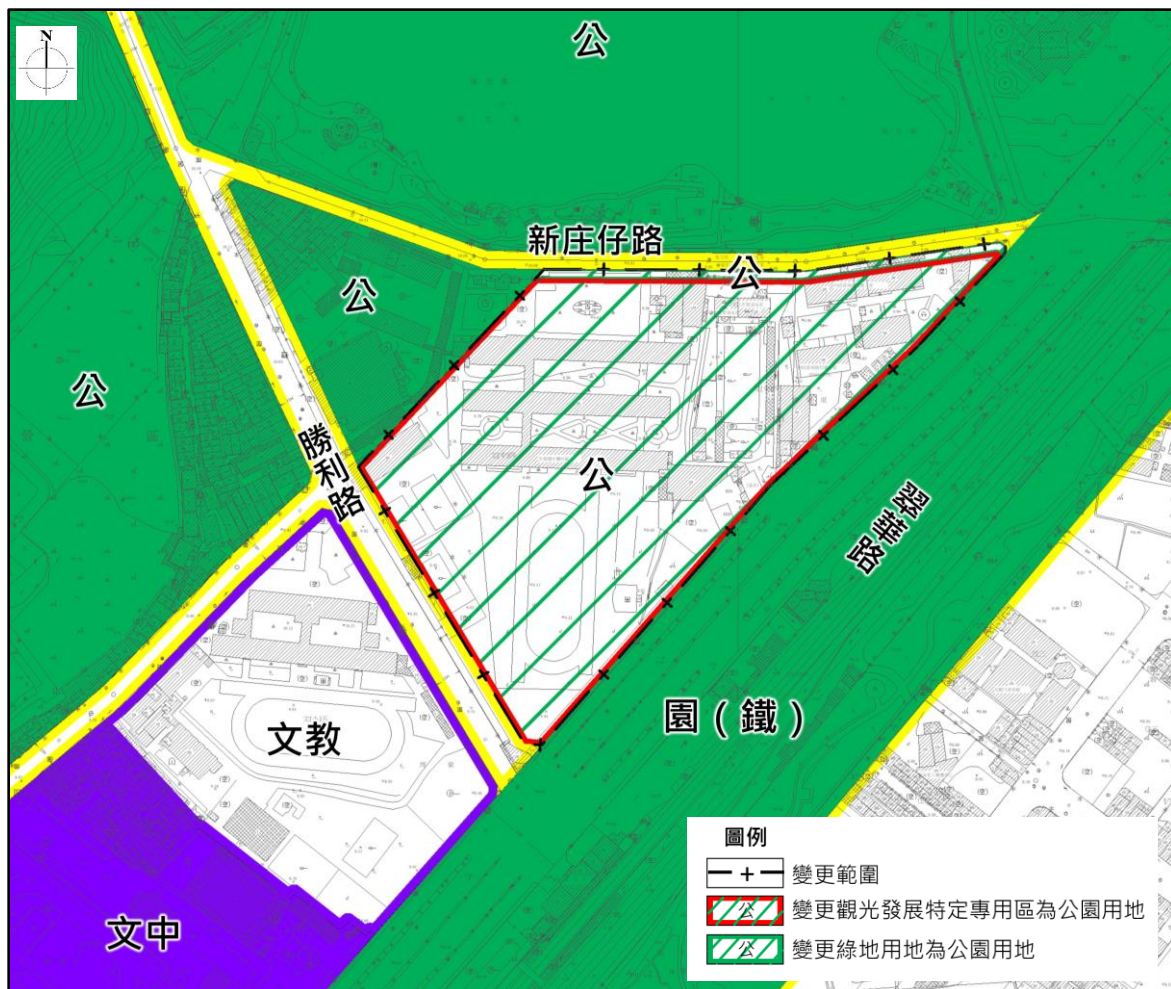 公
N
新庄仔路
公
公
公
勝利路
公
翠華路
園（鐵）
文教
文中
圖例
變更範圍
公
變更觀光發展特定專用區為公園用地
公
變更綠地用地為公園用地